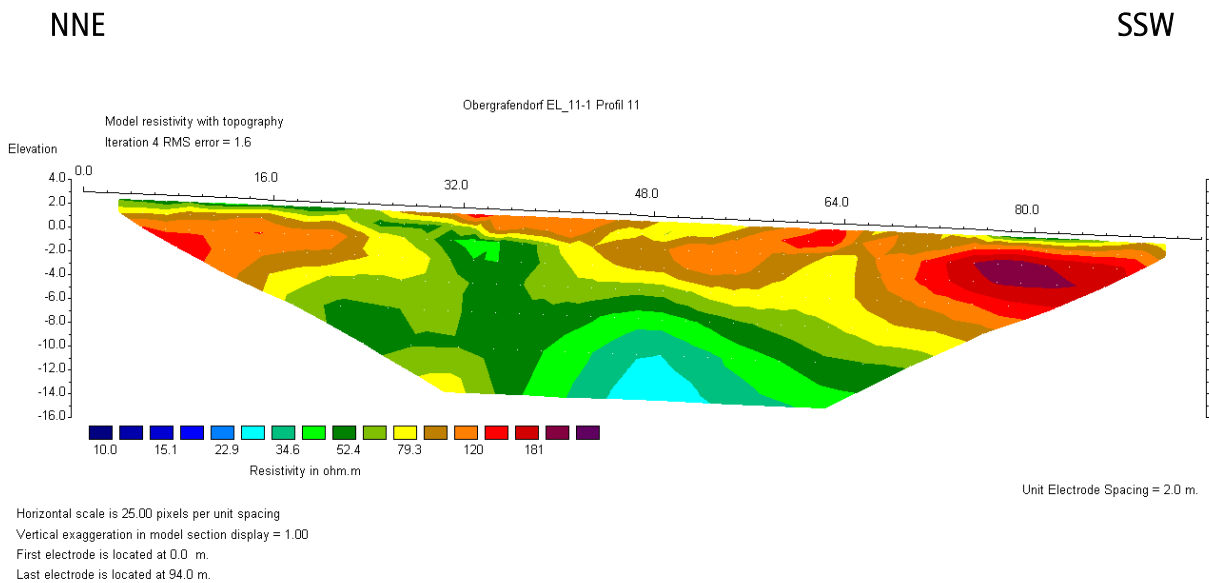 NNE SSW
Obergrafendorf EL_11-1 Profil 11
Model resistivity with topography
Iteration 4 RMS error = 1.6
Elevation
0.0 16.0 32.0 48.0 64.0 80.0
4.0
2.0
0.0
-2.0
-4.0
-6.0
-8.0
-10.0
-12.0
-14.0
-16.0
10.0 15.1 22.9 34.6 52.4 79.3 120 181
Resistivity in ohm.m
Unit Electrode Spacing = 2.0 m.
Horizontal scale is 25.00 pixels per unit spacing
Vertical exaggeration in model section display = 1.00
First electrode is located at 0.0 m.
Last electrode is located at 94.0 m.